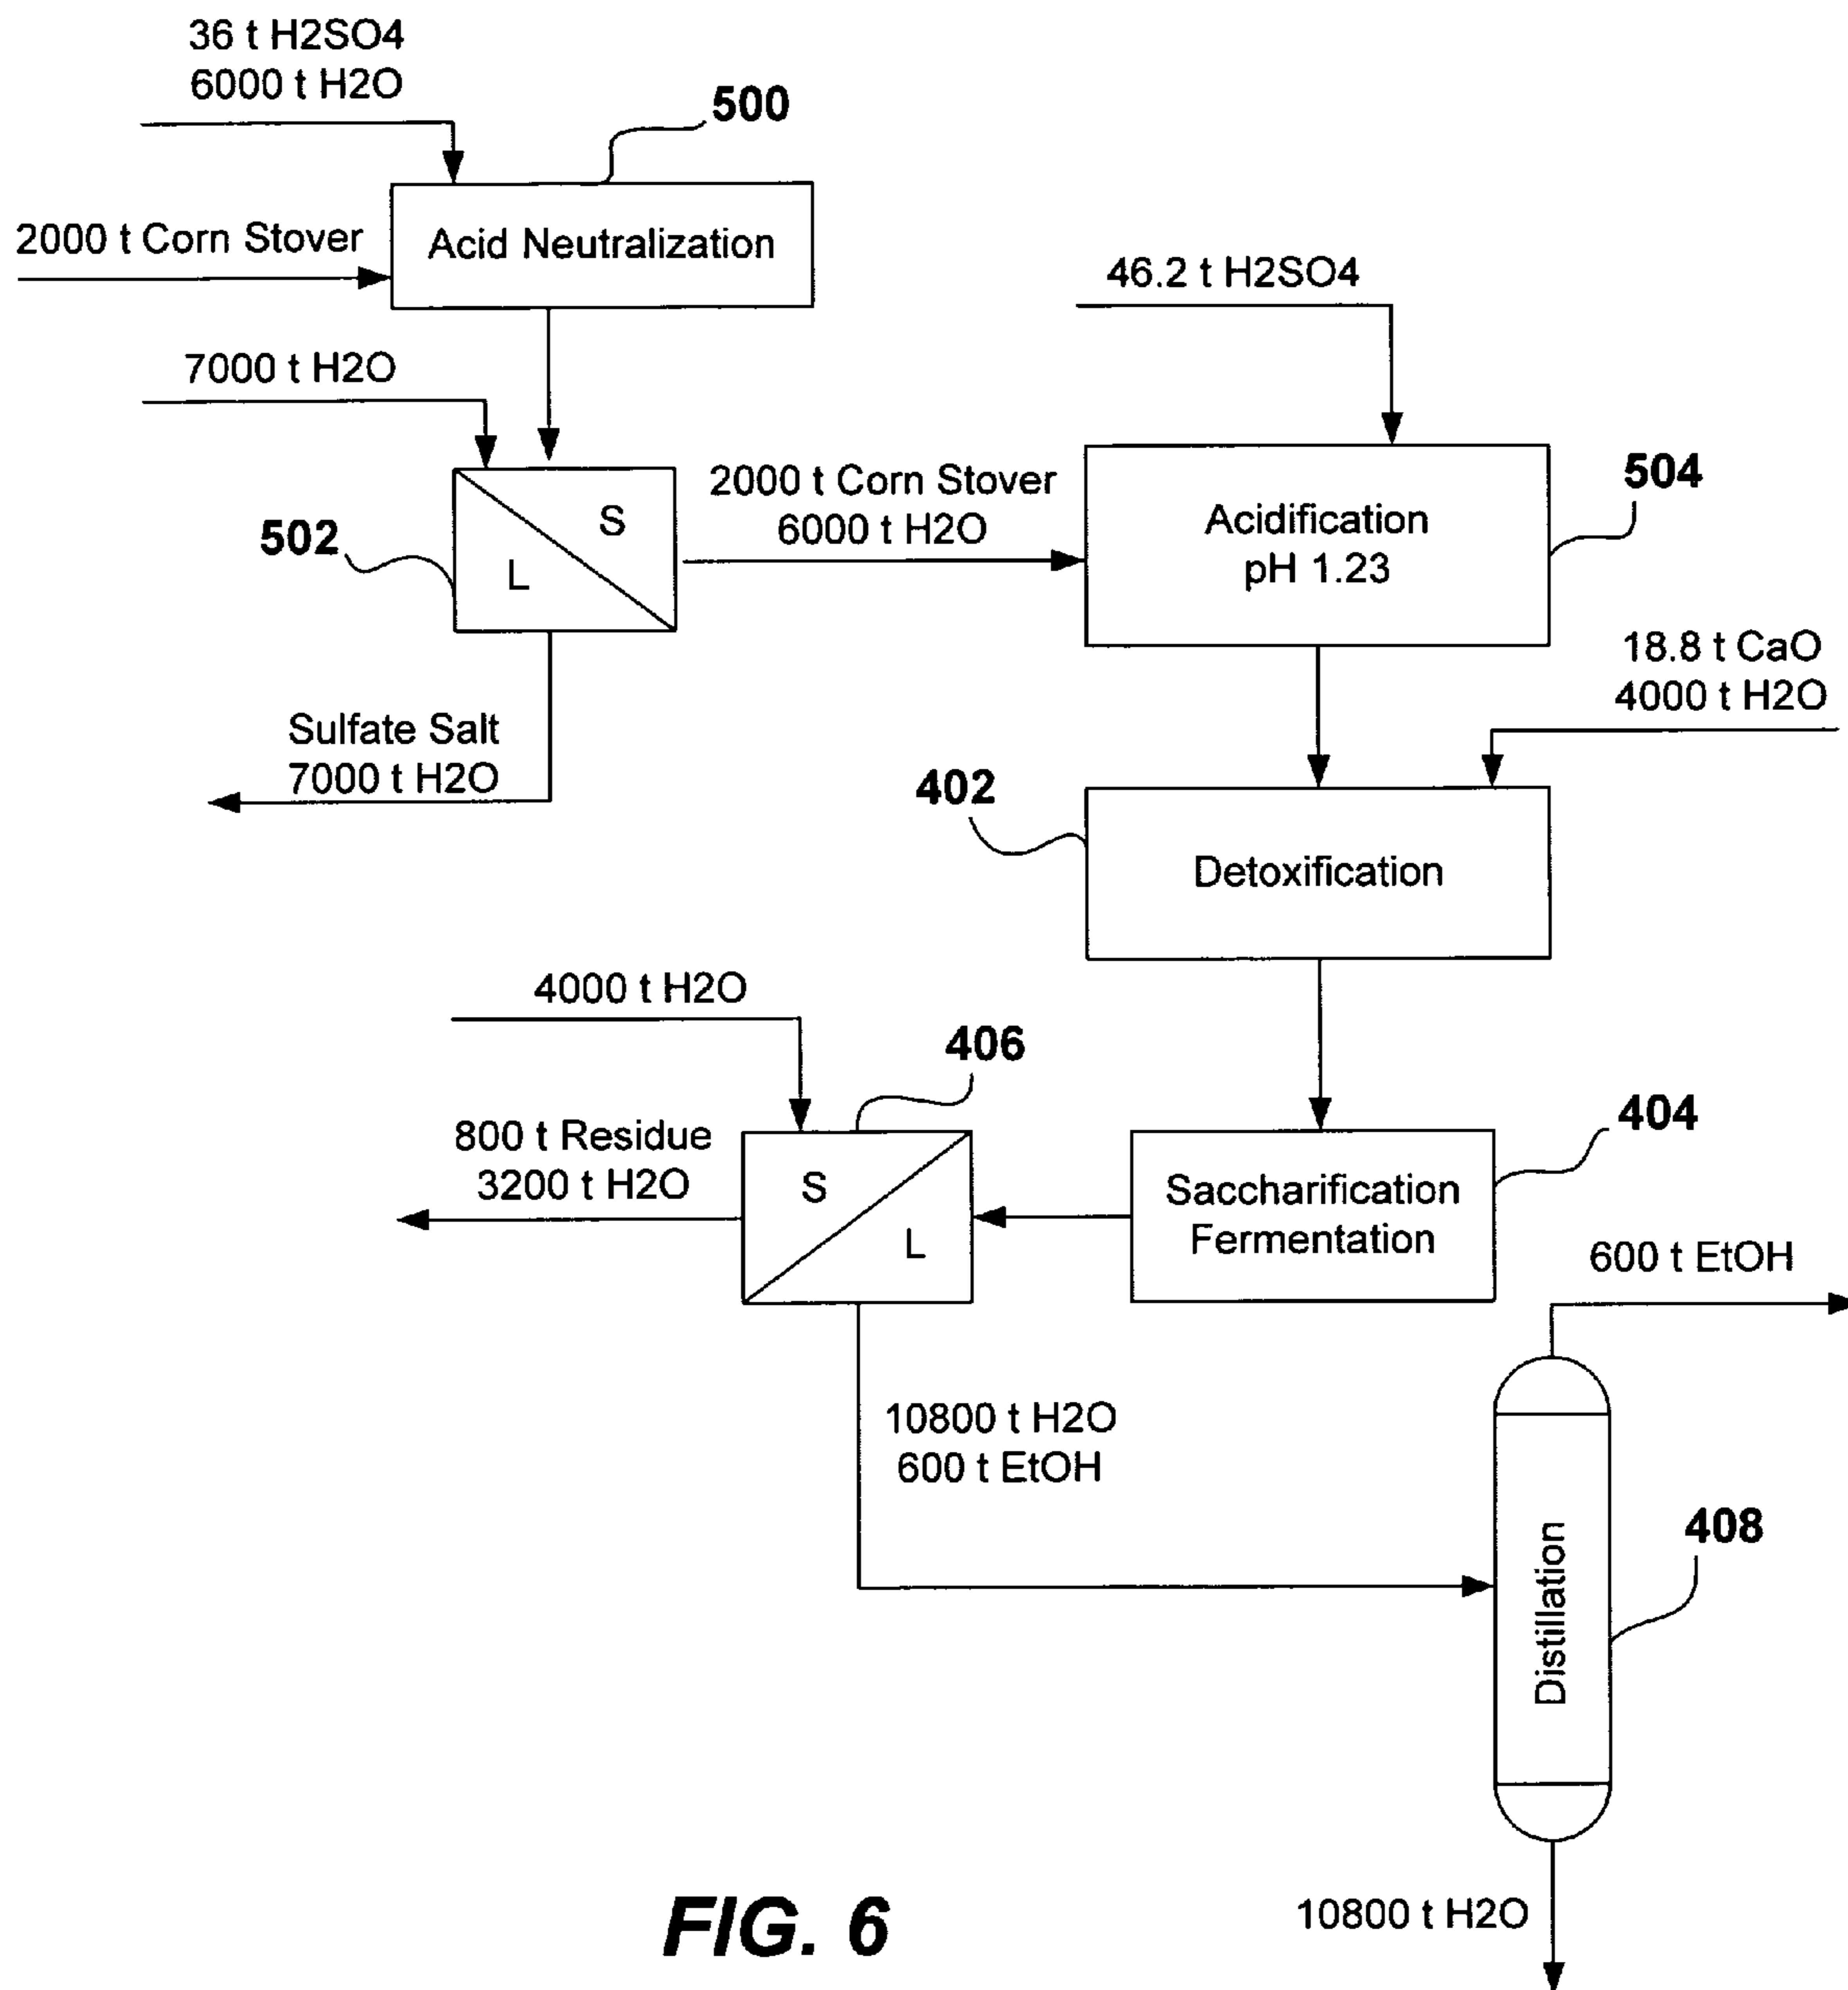 36 t H2SO4
6000 t H2O
500
2000 t Corn Stover
Acid Neutralization
46.2 t H2SO4
7000 t H2O
502
S
L
2000 t Corn Stover
6000 t H2O
504
Acidification
pH 1.23
Sulfate Salt
7000 t H2O
18.8 t CaO
4000 t H2O
402
Detoxification
4000 t H2O
406
404
800 t Residue
3200 t H2O
S
L
Saccharification
Fermentation
600 t EtOH
10800 t H2O
600 t EtOH
408
Distillation
10800 t H2O
FIG. 6